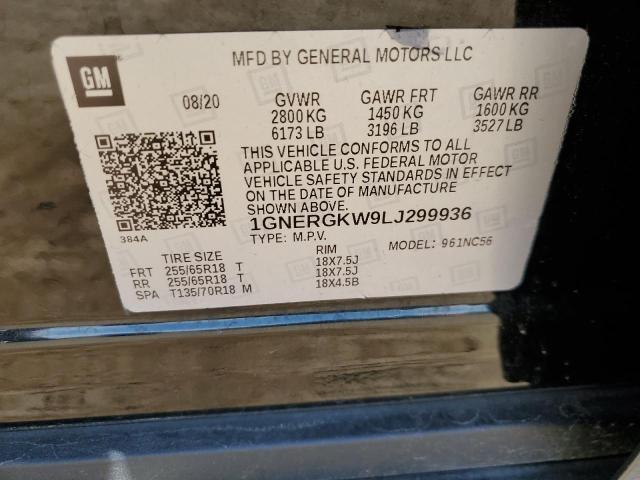 GM
MFD BY GENERAL MOTORS LLC
08/20 GVWR GAWR FRT GAWR RR
2800 KG 1450 KG 1600 KG
6173 LB 3196 LB 3527 LB
THIS VEHICLE CONFORMS TO ALL
APPLICABLE U.S. FEDERAL MOTOR
VEHICLE SAFETY STANDARDS IN EFFECT
ON THE DATE OF MANUFACTURE
SHOWN ABOVE.
1GNERGKW9LJ299936
384A
TYPE: M.P.V. MODEL: 961NC56
TIRE SIZE RIM
FRT 255/65R18 T 18X7.5J
RR 255/65R18 T 18X7.5J
SPA T135/70R18 M 18X4.5B